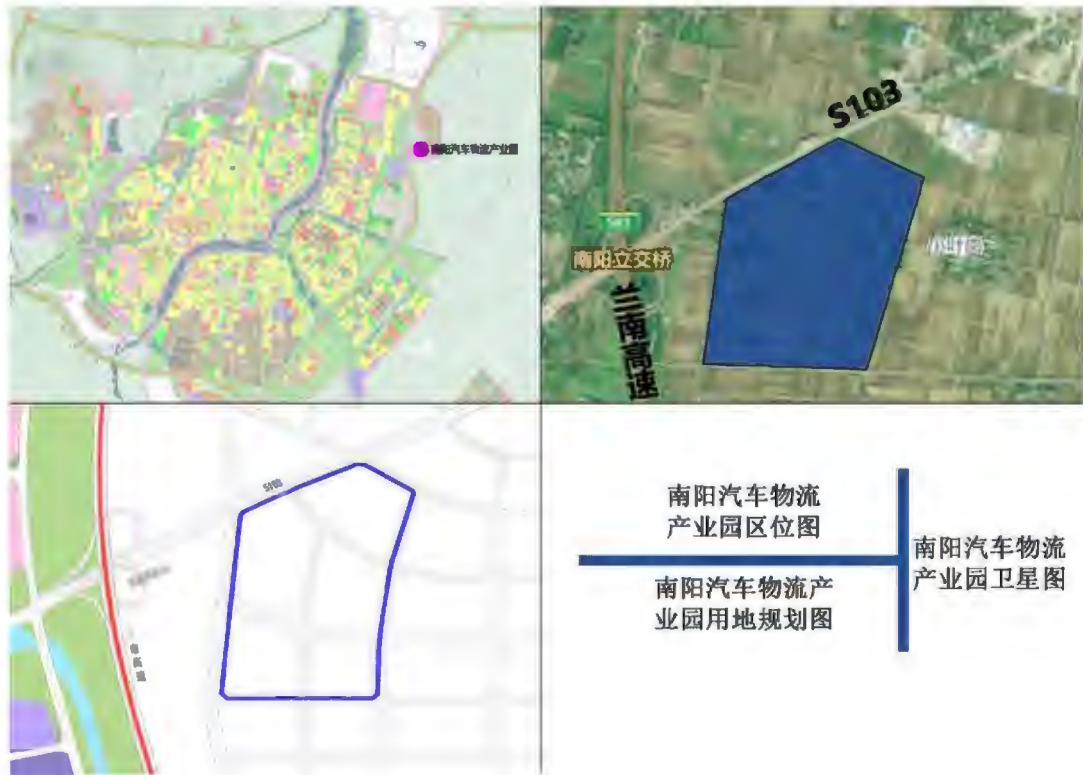 南阳汽车物流产业园
S103
南阳立交桥
兰南高速
S103
南阳汽车物流
产业园区位图
南阳汽车物流
产业园卫星图
南阳汽车物流产
业园用地规划图